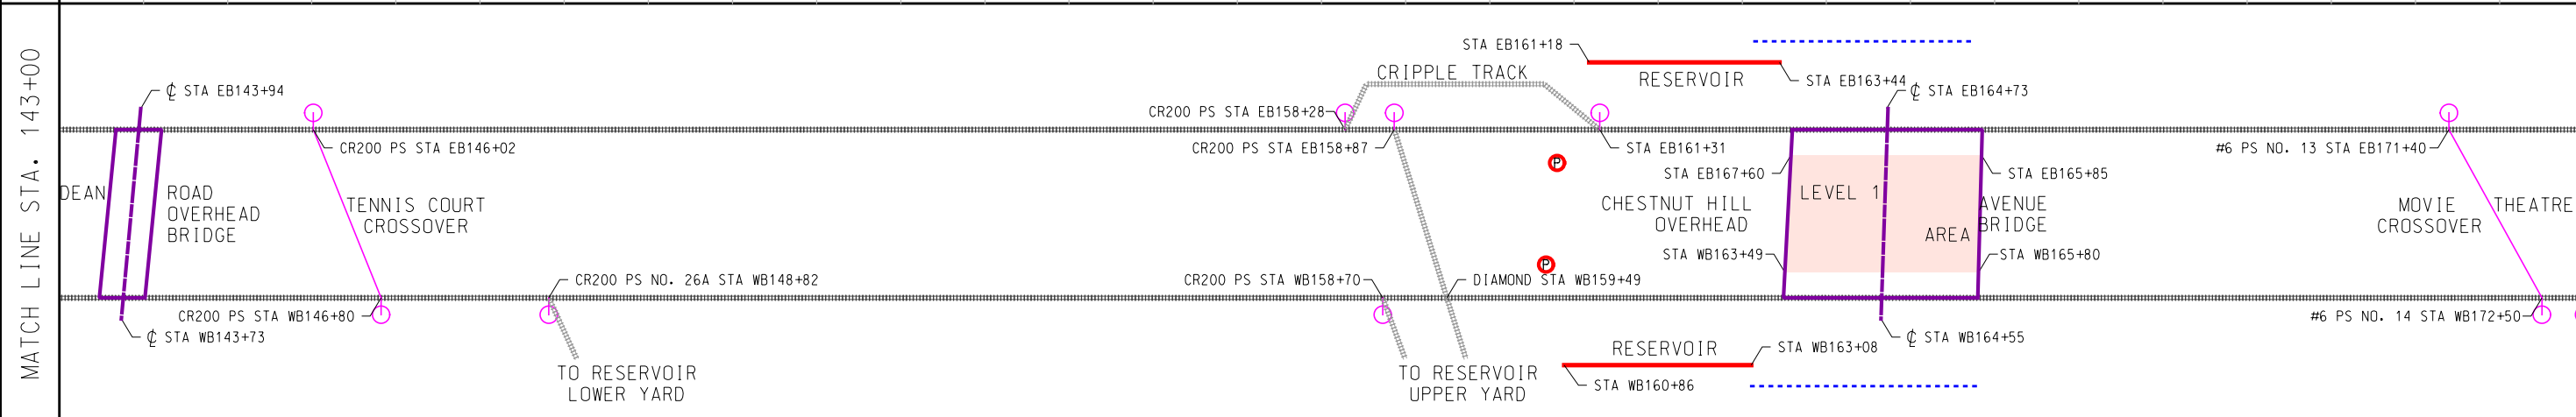 MATCH LINE STA. 143+00
℄ STA EB143+94
DEAN
ROAD
OVERHEAD
BRIDGE
℄ STA WB143+73
CR200 PS STA EB146+02
TENNIS COURT
CROSSOVER
CR200 PS STA WB146+80
CR200 PS NO. 26A STA WB148+82
TO RESERVOIR
LOWER YARD
CRIPPLE TRACK
CR200 PS STA EB158+28
CR200 PS STA EB158+87
CR200 PS STA WB158+70
DIAMOND STA WB159+49
TO RESERVOIR
UPPER YARD
STA EB161+18
RESERVOIR
STA EB163+44
STA EB161+31
P
P
℄ STA EB164+73
STA EB167+60
STA EB165+85
CHESTNUT HILL
OVERHEAD
LEVEL 1
AREA
AVENUE
BRIDGE
STA WB163+49
STA WB165+80
RESERVOIR
STA WB163+08
STA WB160+86
℄ STA WB164+55
#6 PS NO. 13 STA EB171+40
MOVIE THEATRE
CROSSOVER
#6 PS NO. 14 STA WB172+50